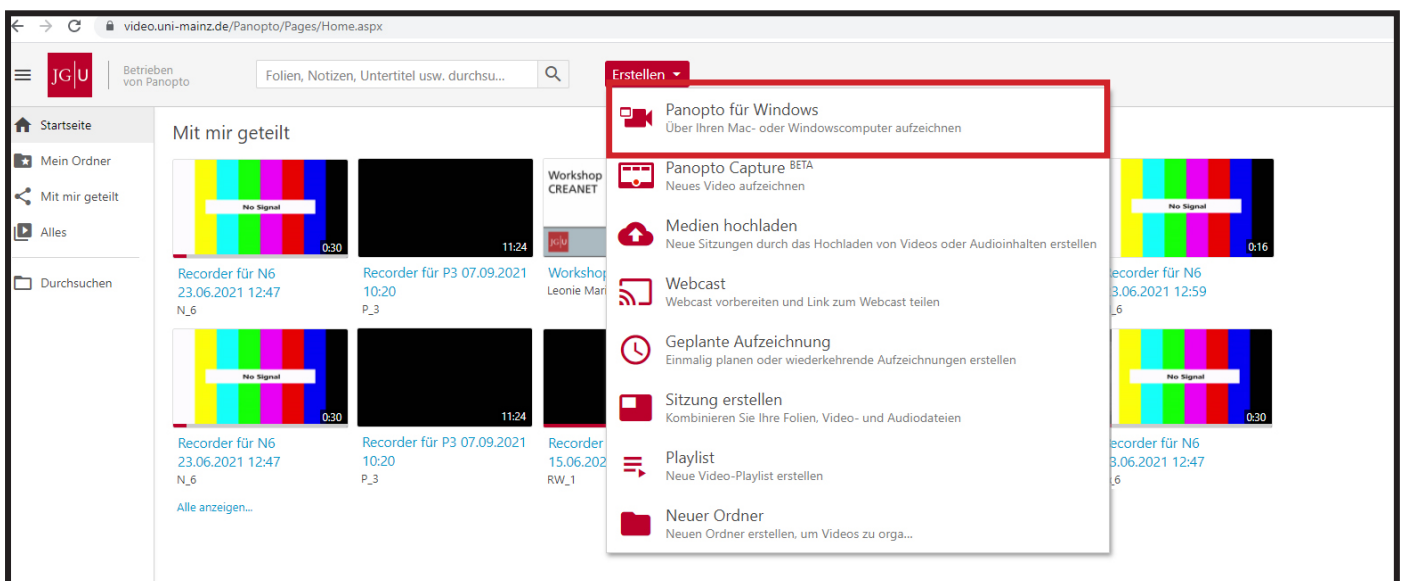 video.uni-mainz.de/Panopto/Pages/Home.aspx
JG|U
Betrieben
von Panopto
Folien, Notizen, Untertitel usw. durchsu...
Erstellen
Startseite
Mein Ordner
Mit mir geteilt
Alles
Durchsuchen
Mit mir geteilt
No Signal
0:30
Recorder für N6
23.06.2021 12:47
N_6
11:24
Recorder für P3 07.09.2021
10:20
P_3
Workshop
CREANET
JG|U
Workshop
Leonie Mari
No Signal
0:16
ecorder für N6
3.06.2021 12:59
_6
No Signal
0:30
Recorder für N6
23.06.2021 12:47
N_6
11:24
Recorder für P3 07.09.2021
10:20
P_3
Recorder
15.06.202
RW_1
No Signal
0:30
ecorder für N6
3.06.2021 12:47
_6
Alle anzeigen...
Panopto für Windows
Über Ihren Mac- oder Windowscomputer aufzeichnen
Panopto Capture BETA
Neues Video aufzeichnen
Medien hochladen
Neue Sitzungen durch das Hochladen von Videos oder Audioinhalten erstellen
Webcast
Webcast vorbereiten und Link zum Webcast teilen
Geplante Aufzeichnung
Einmalig planen oder wiederkehrende Aufzeichnungen erstellen
Sitzung erstellen
Kombinieren Sie Ihre Folien, Video- und Audiodateien
Playlist
Neue Video-Playlist erstellen
Neuer Ordner
Neuen Ordner erstellen, um Videos zu orga...